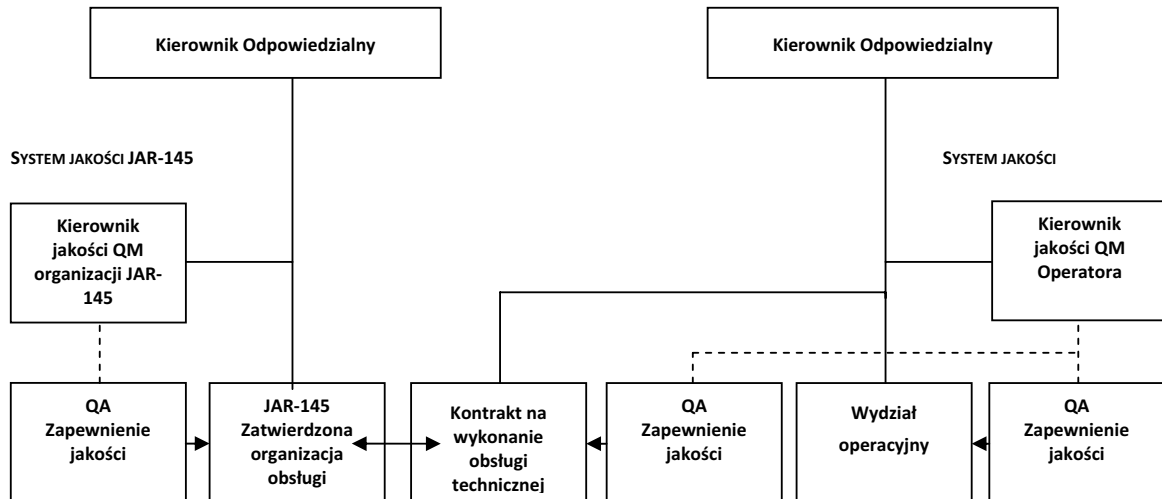 Kierownik Odpowiedzialny
Kierownik Odpowiedzialny
SYSTEM JAKOŚCI JAR-145
SYSTEM JAKOŚCI
Kierownik
jakości QM
organizacji JAR-
145
Kierownik
jakości QM
Operatora
QA
Zapewnienie
jakości
JAR-145
Zatwierdzona
organizacja
obsługi
Kontrakt na
wykonanie
obsługi
technicznej
QA
Zapewnienie
jakości
Wydział
operacyjny
QA
Zapewnienie
jakości